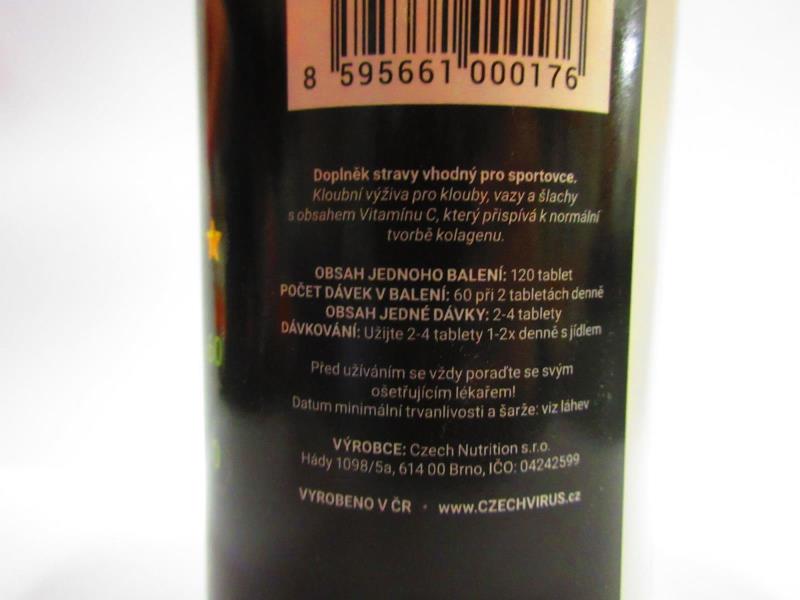 8 595661 000176
Doplněk stravy vhodný pro sportovce.
Kloubní výživa pro klouby, vazy a šlachy
s obsahem Vitamínu C, který přispívá k normální
tvorbě kolagenu.
OBSAH JEDNOHO BALENÍ: 120 tablet
POČET DÁVEK V BALENÍ: 60 při 2 tabletách denně
OBSAH JEDNÉ DÁVKY: 2-4 tablety
DÁVKOVÁNÍ: Užijte 2-4 tablety 1-2x denně s jídlem
Před užíváním se vždy poraďte se svým
ošetřujícím lékařem!
Datum minimální trvanlivosti a šarže: viz láhev
VÝROBCE: Czech Nutrition s.r.o.
Hády 1098/5a, 614 00 Brno, IČO: 04242599
VYROBENO V ČR • www.CZECHVIRUS.cz